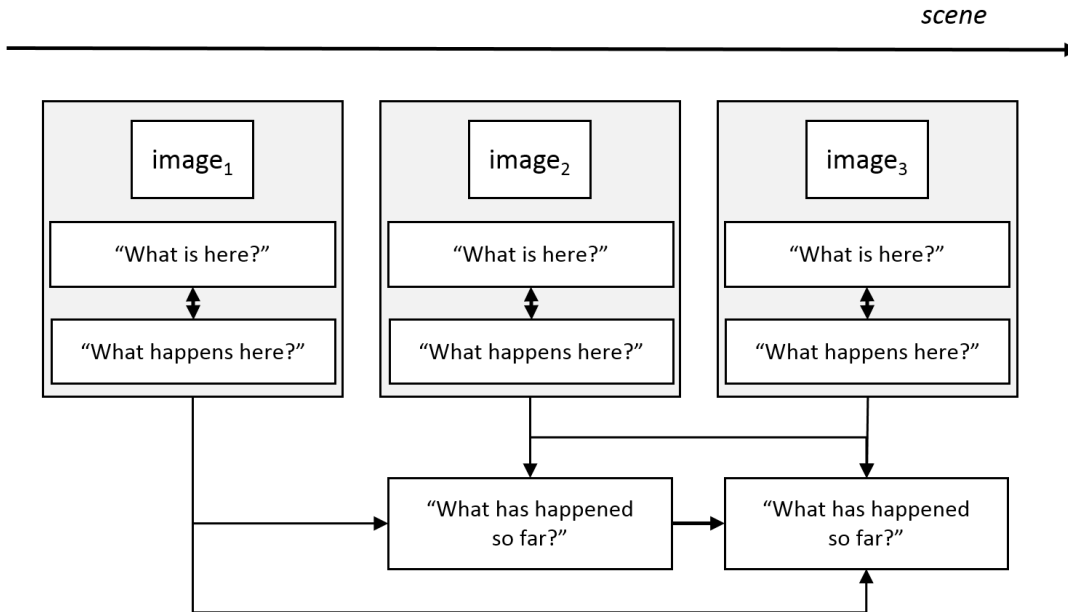 scene
image₁
image₂
image₃
“What is here?”
“What is here?”
“What is here?”
“What happens here?”
“What happens here?”
“What happens here?”
“What has happened
so far?”
“What has happened
so far?”